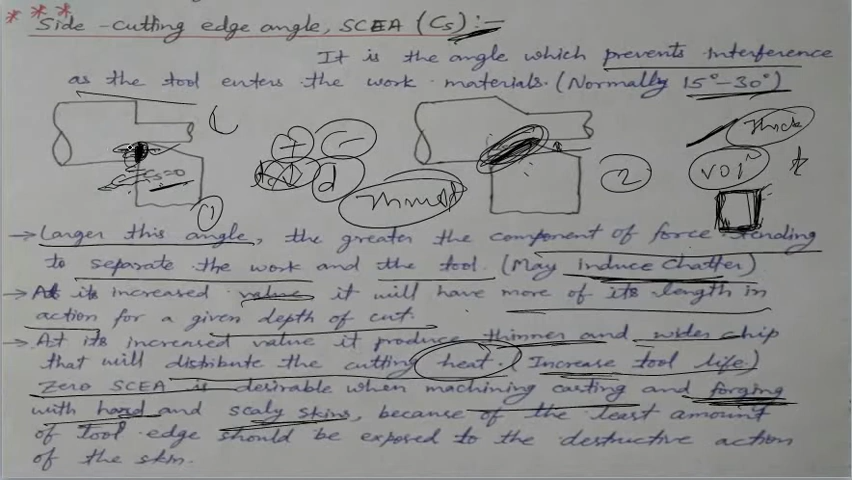 * * *
Side-cutting edge angle, SCEA (Cs) :-
It is the angle which prevents interference
as the tool enters the work materials. (Normally 15°-30°)
Cs=0
1
+
-
f
d
Thin
2
Thick
t
→ Larger this angle, the greater the component of force tending
to separate the work and the tool. (May induce chatter)
→ At its increased value it will have more of its length in
action for a given depth of cut.
→ At its increased value it produce thinner and wider chip
that will distribute the cutting heat. (Increase tool life.)
Zero SCEA is desirable when machining casting and forging
with hard and scaly skins, because of the least amount
of tool edge should be exposed to the destructive action
of the skin.